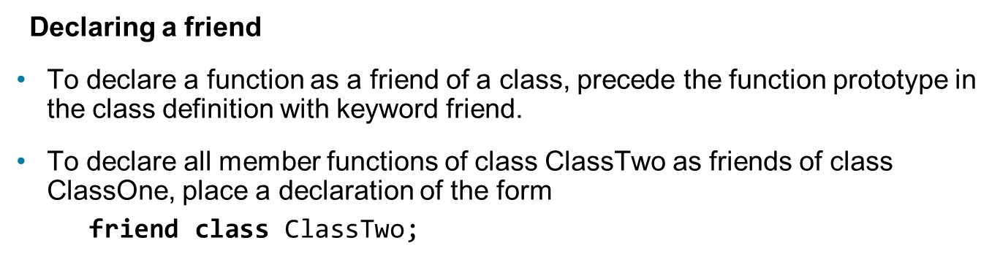 Declaring a friend
• To declare a function as a friend of a class, precede the function prototype in
the class definition with keyword friend.
• To declare all member functions of class ClassTwo as friends of class
ClassOne, place a declaration of the form
friend class ClassTwo;